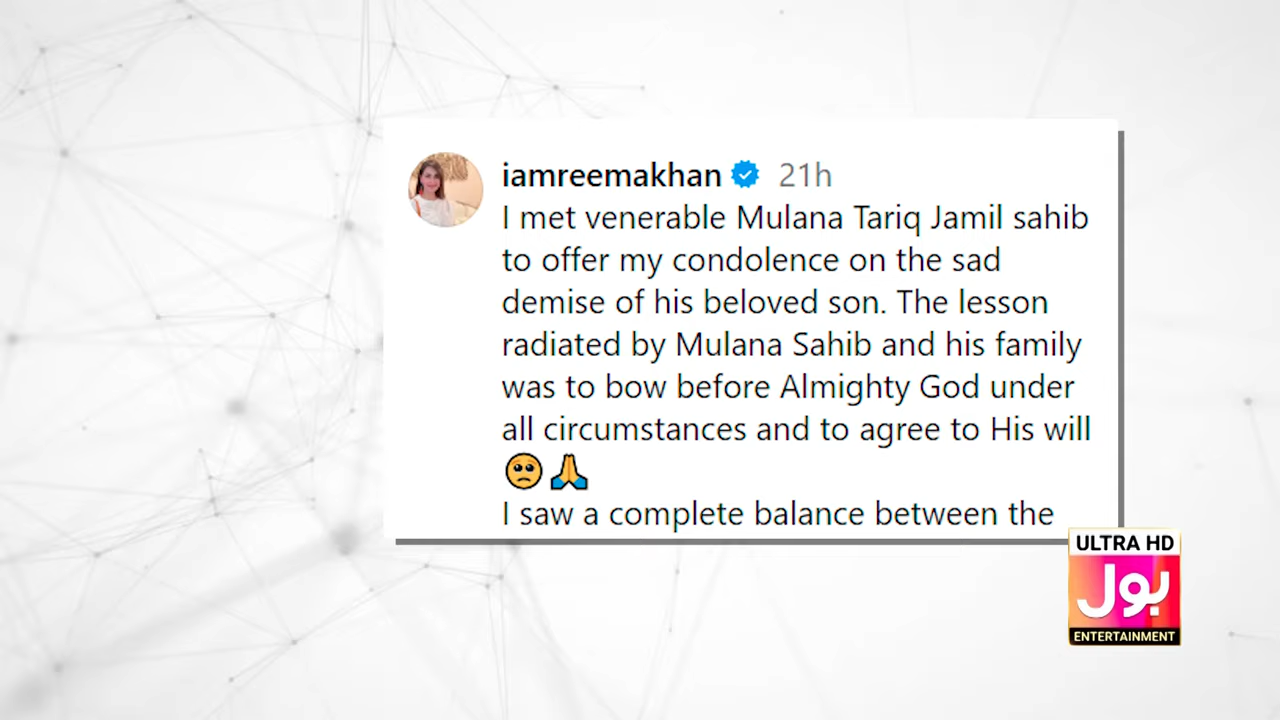 iamreemakhan 21h
I met venerable Mulana Tariq Jamil sahib
to offer my condolence on the sad
demise of his beloved son. The lesson
radiated by Mulana Sahib and his family
was to bow before Almighty God under
all circumstances and to agree to His will
🥺🙏
I saw a complete balance between the
ULTRA HD
بول
ENTERTAINMENT